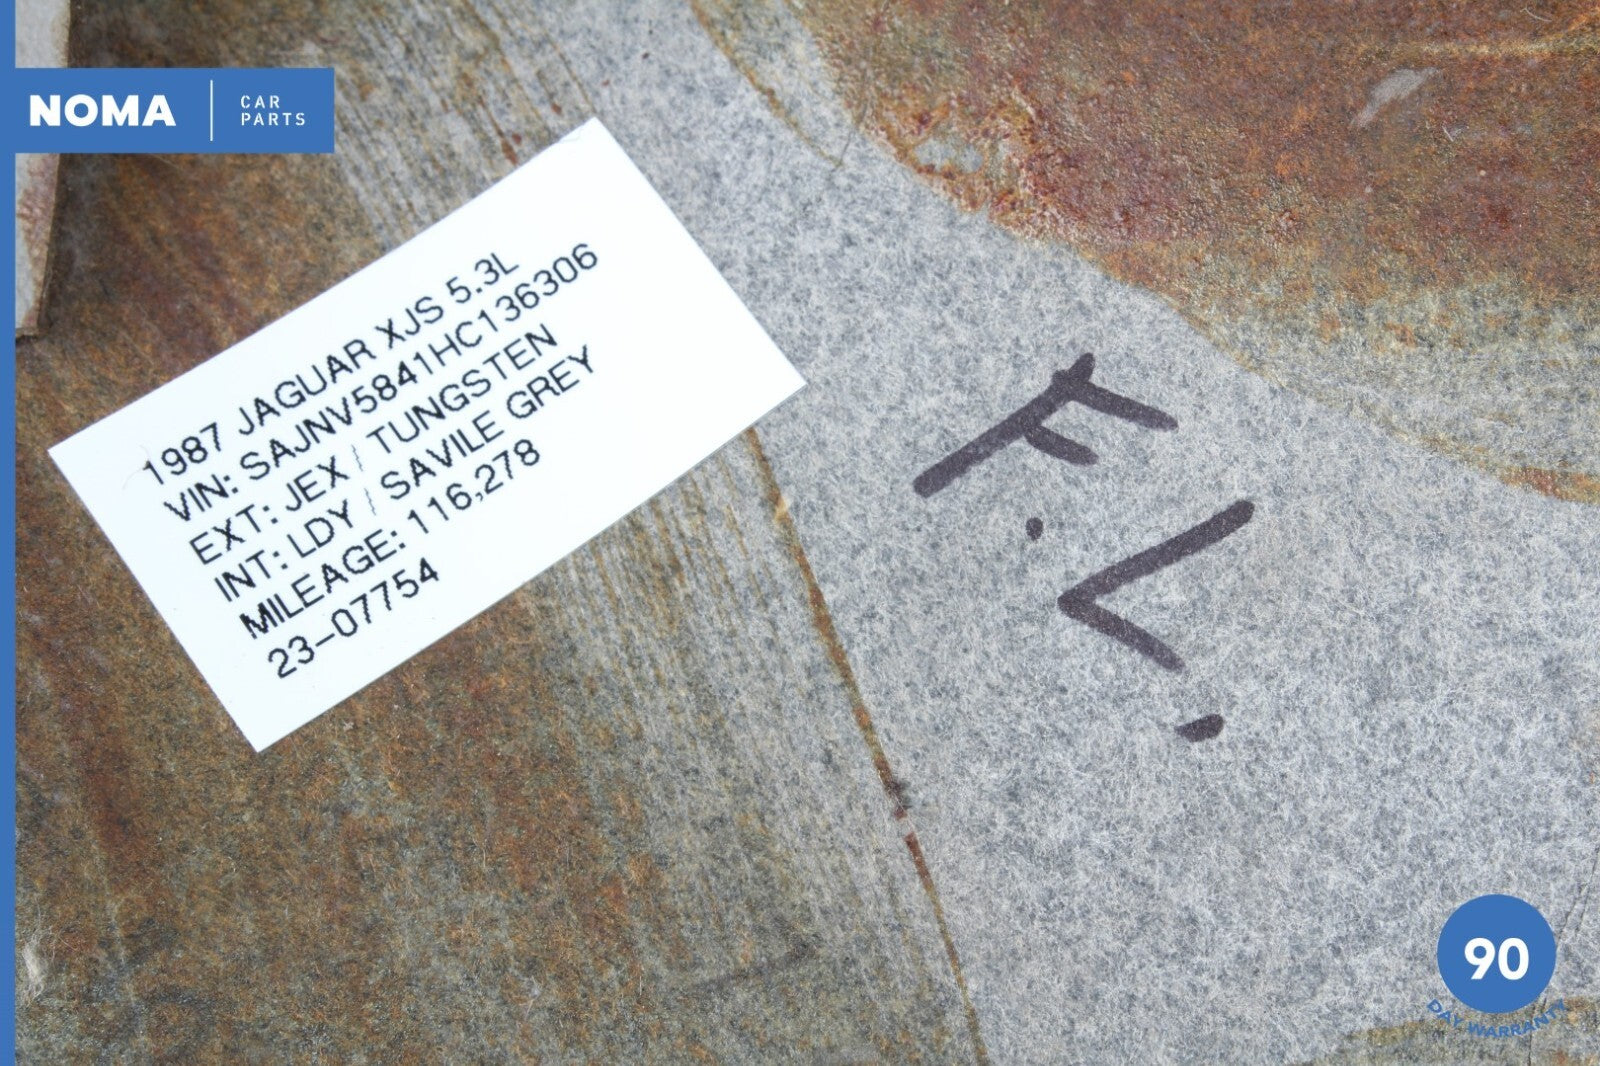 NOMA
CAR
PARTS
1987 JAGUAR XJS 5.3L
VIN: SAJNV5841HC136306
EXT: JEX / TUNGSTEN
INT: LDY / SAVILE GREY
MILEAGE: 116,278
23-07754
F.L.
90
DAY WARRANTY